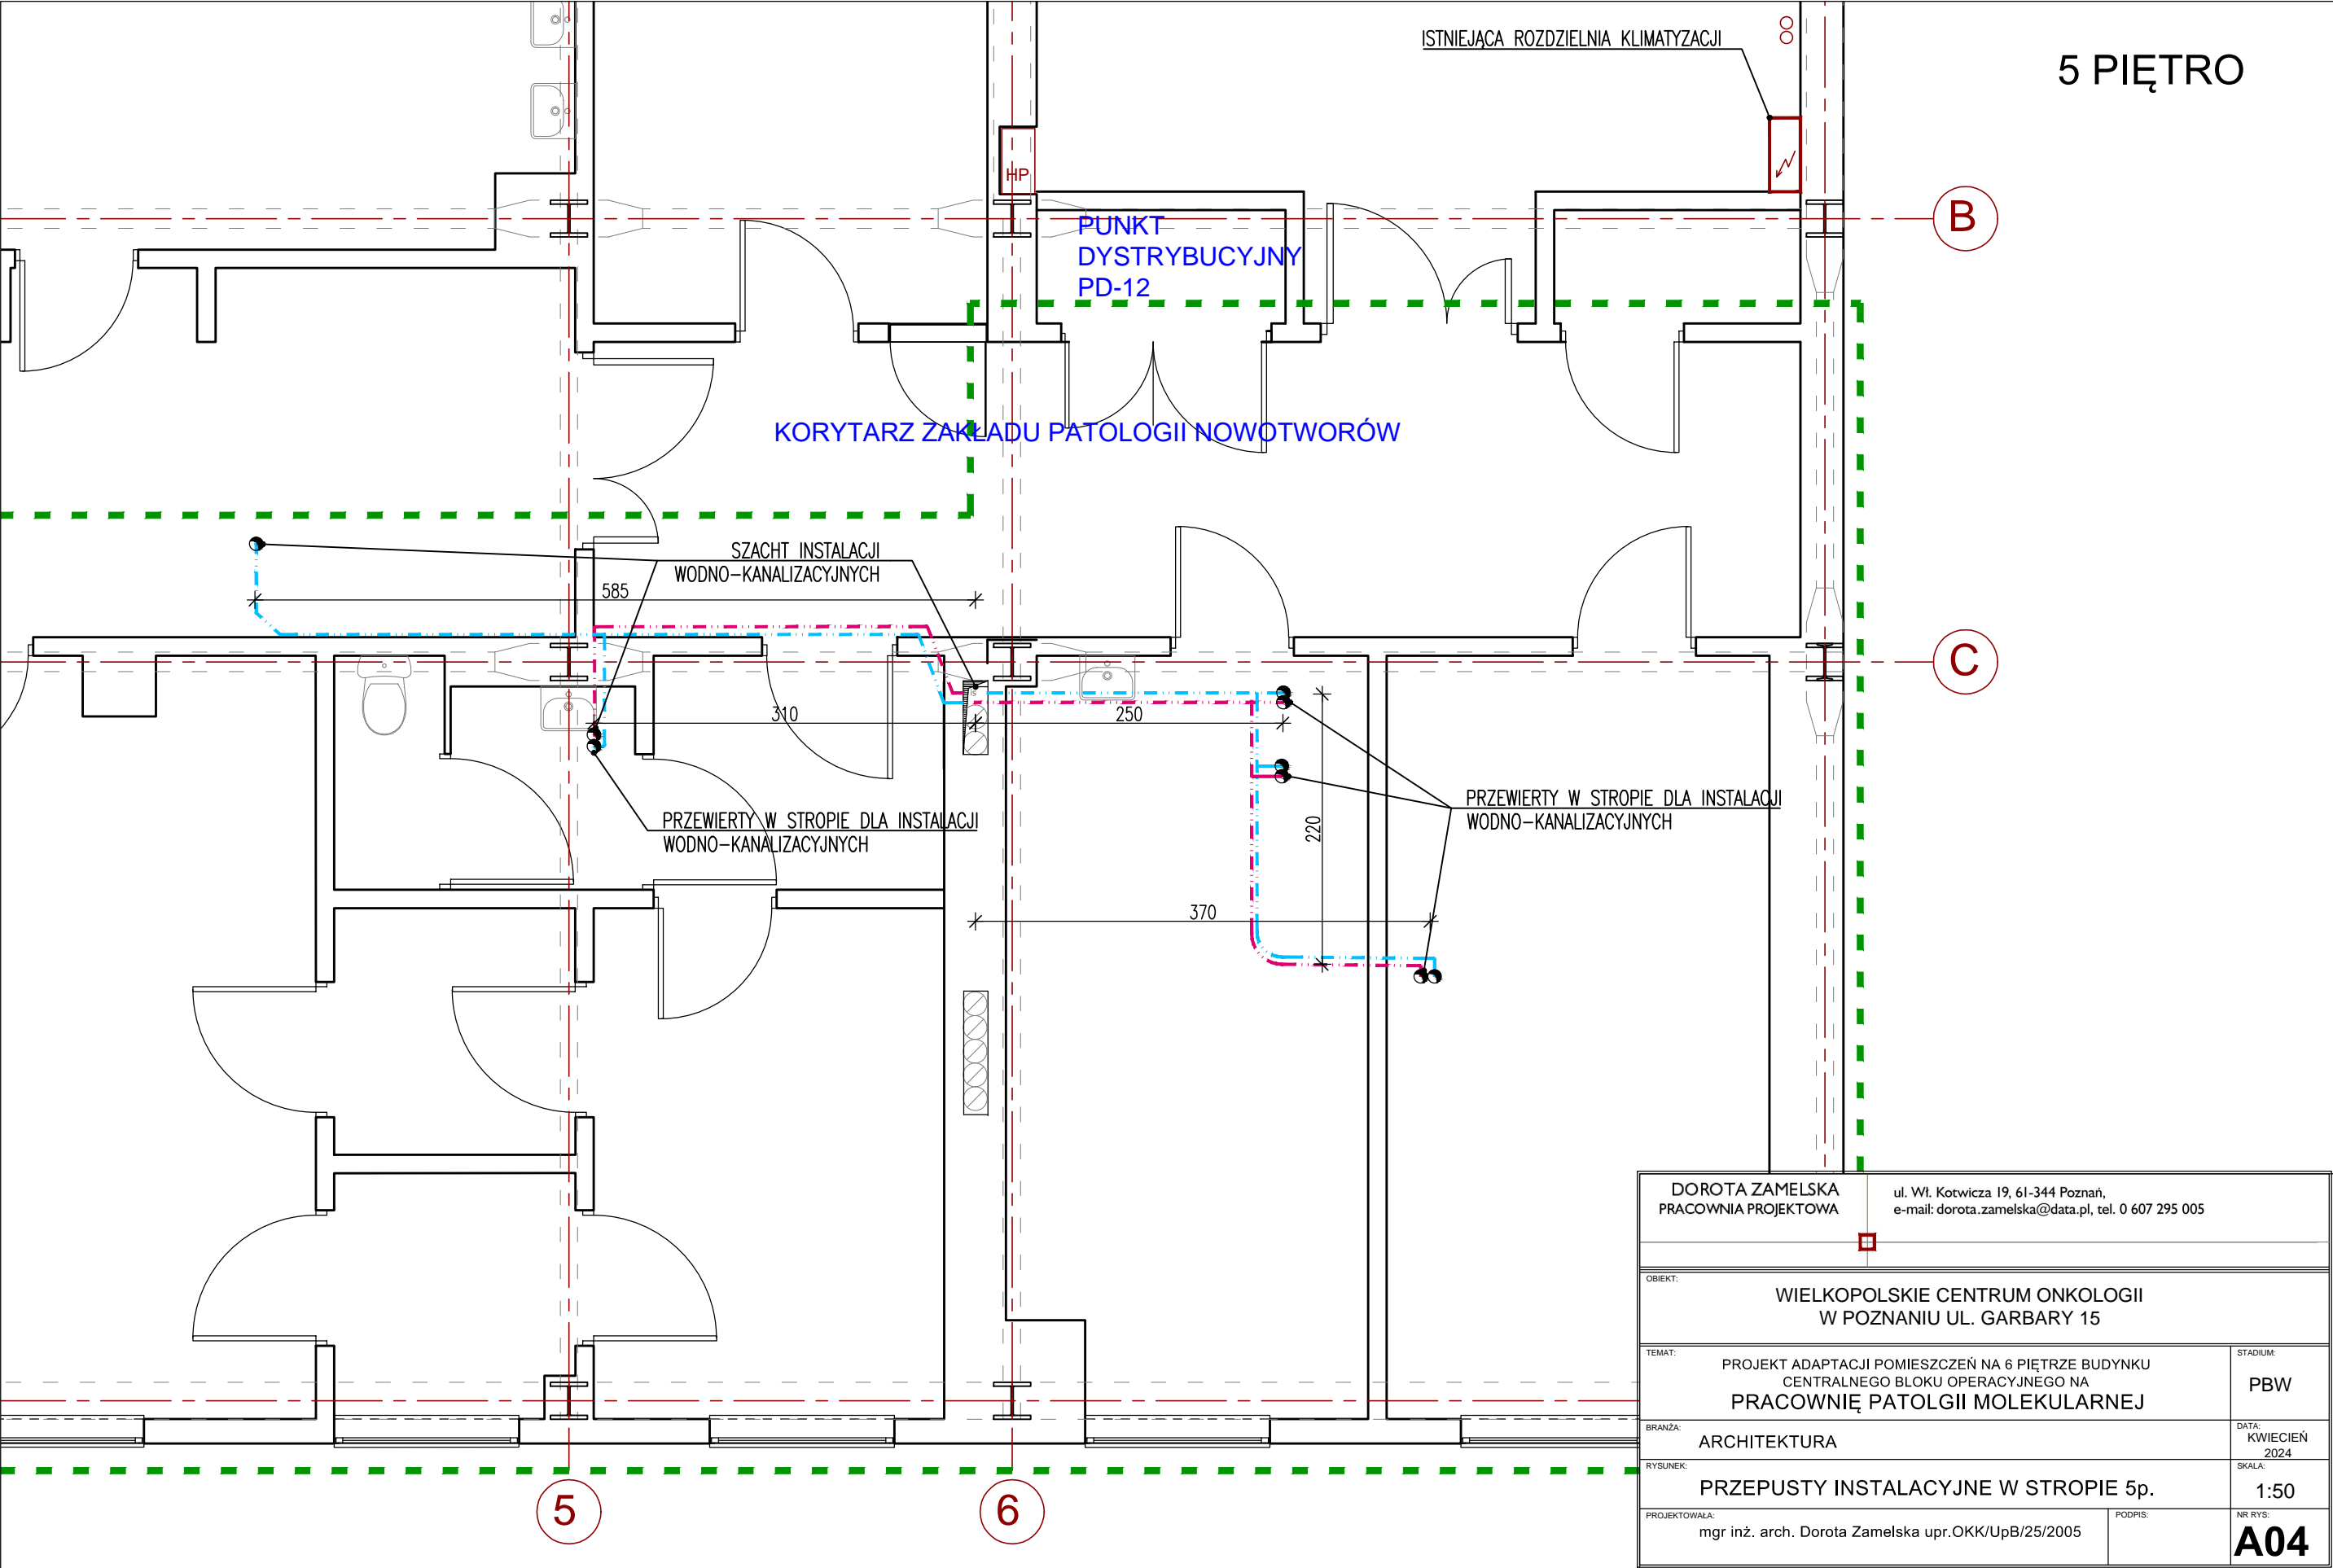 ISTNIEJĄCA ROZDZIELNIA KLIMATYZACJI
5 PIĘTRO
HP
B
PUNKT
DYSTRYBUCYJNY
PD-12
KORYTARZ ZAKŁADU PATOLOGII NOWOTWORÓW
SZACHT INSTALACJI
WODNO-KANALIZACYJNYCH
585
C
310
250
PRZEWIERTY W STROPIE DLA INSTALACJI
WODNO-KANALIZACYJNYCH
220
PRZEWIERTY W STROPIE DLA INSTALACJI
WODNO-KANALIZACYJNYCH
370
5
6
DOROTA ZAMELSKA
PRACOWNIA PROJEKTOWA
ul. Wł. Kotwicza 19, 61-344 Poznań,
e-mail: dorota.zamelska@data.pl, tel. 0 607 295 005
OBIEKT:
WIELKOPOLSKIE CENTRUM ONKOLOGII
W POZNANIU UL. GARBARY 15
TEMAT:
PROJEKT ADAPTACJI POMIESZCZEŃ NA 6 PIĘTRZE BUDYNKU
CENTRALNEGO BLOKU OPERACYJNEGO NA
PRACOWNIĘ PATOLGII MOLEKULARNEJ
STADIUM:
PBW
BRANŻA:
ARCHITEKTURA
DATA:
KWIECIEŃ
2024
RYSUNEK:
PRZEPUSTY INSTALACYJNE W STROPIE 5p.
SKALA:
1:50
PROJEKTOWAŁA:
mgr inż. arch. Dorota Zamelska upr.OKK/UpB/25/2005
PODPIS:
NR RYS:
A04